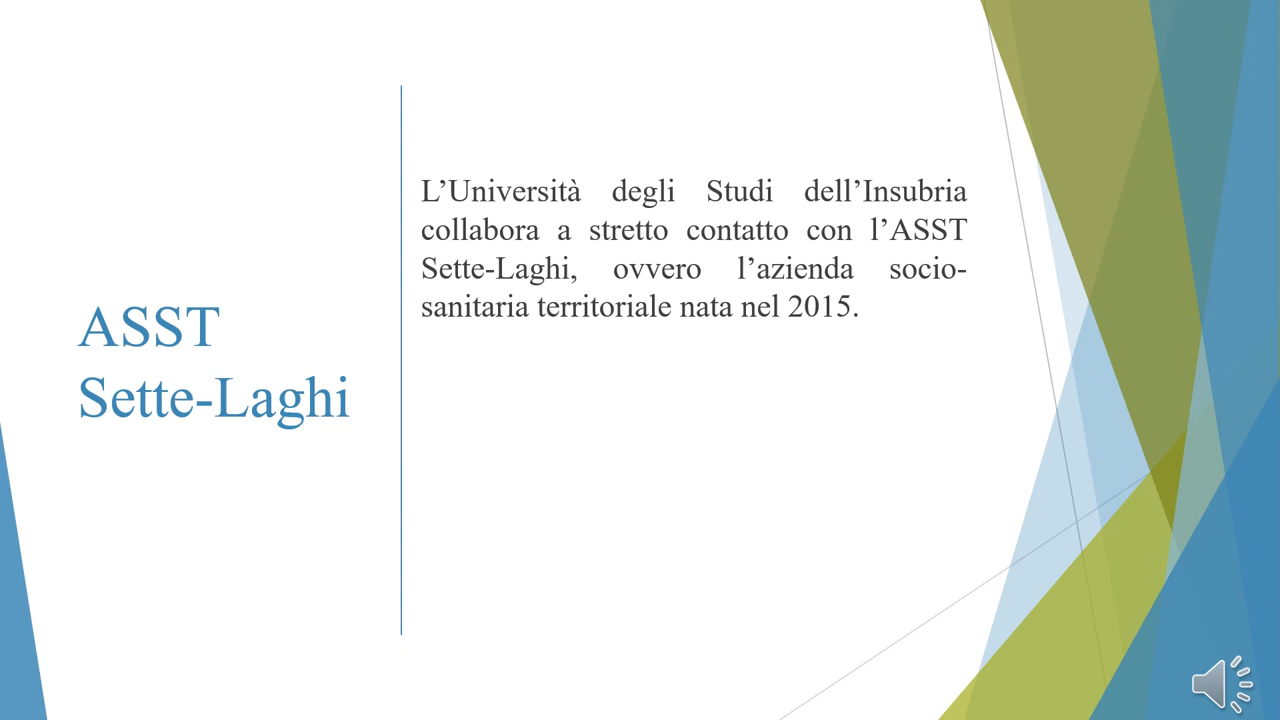 ASST
Sette-Laghi
L’Università degli Studi dell’Insubria
collabora a stretto contatto con l’ASST
Sette-Laghi, ovvero l’azienda socio-
sanitaria territoriale nata nel 2015.